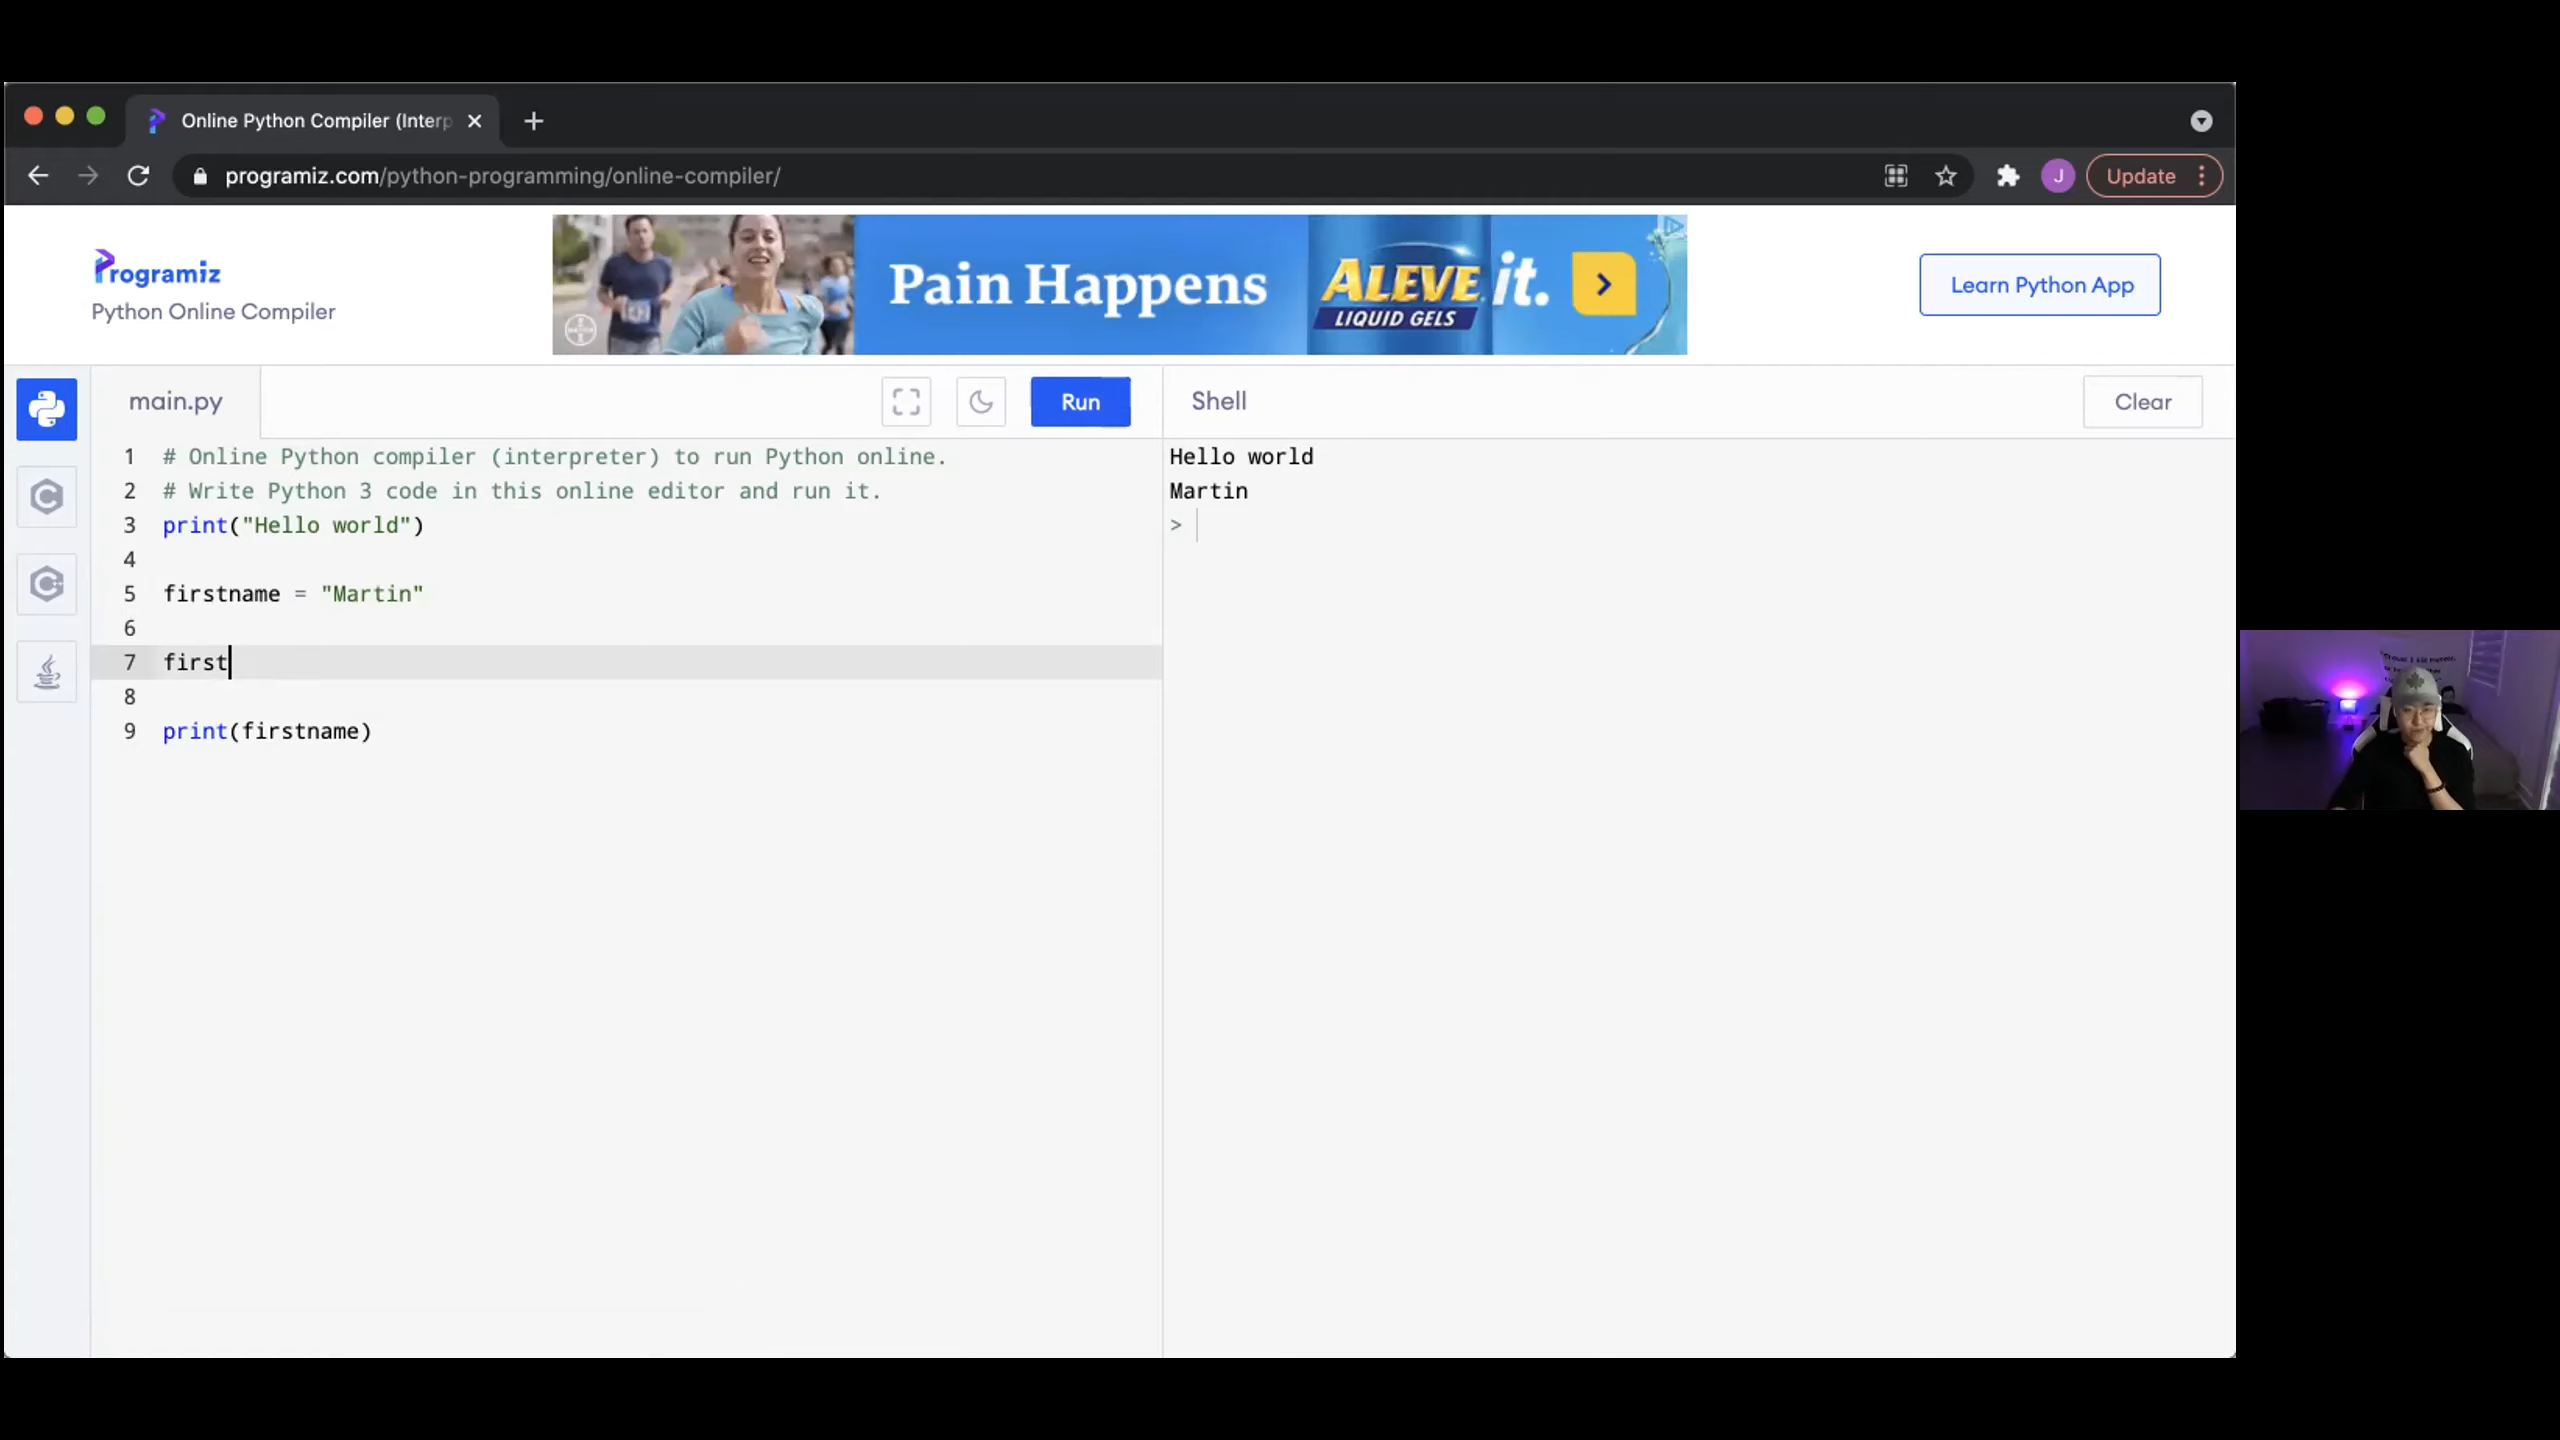 Online Python Compiler (Interp
programiz.com/python-programming/online-compiler/
J
Update
Programiz
Python Online Compiler
Pain Happens
ALEVE it.
LIQUID GELS
Learn Python App
main.py
Run
Shell
Clear
1 # Online Python compiler (interpreter) to run Python online.
2 # Write Python 3 code in this online editor and run it.
3 print("Hello world")
4
5 firstname = "Martin"
6
7 first
8
9 print(firstname)
Hello world
Martin
>